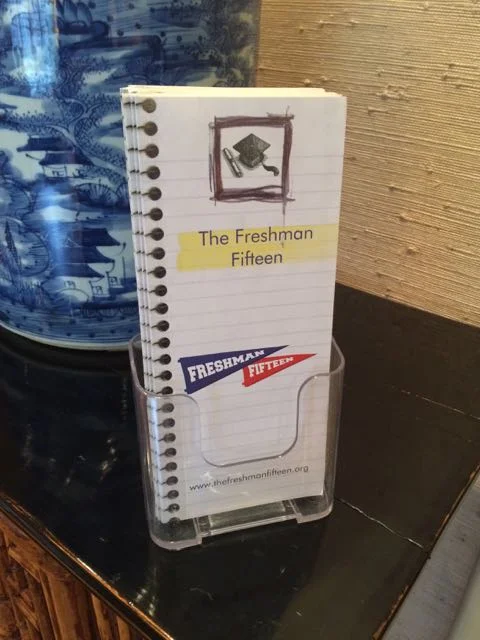 The Freshman
Fifteen
FRESHMAN
FIFTEEN
www.thefreshmanfifteen.org